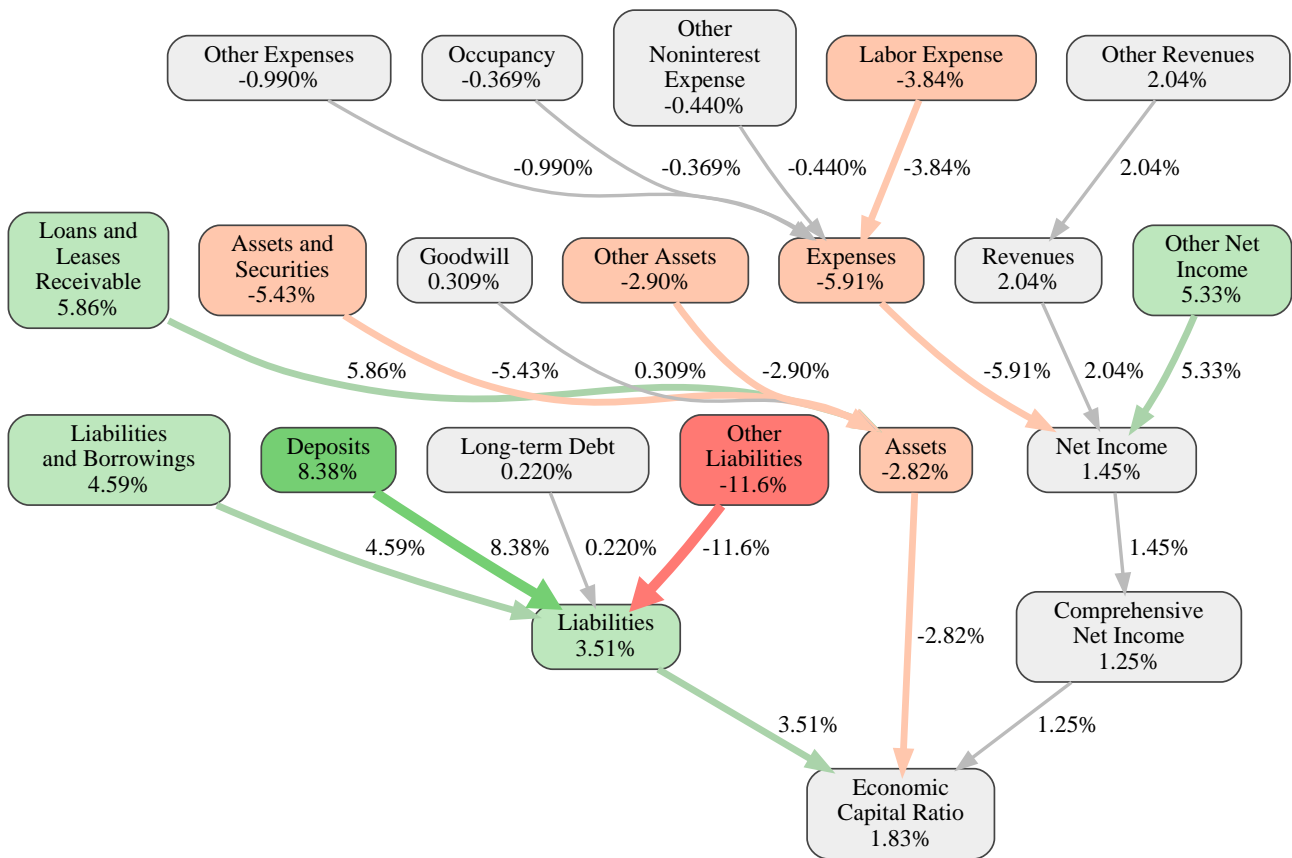 Other Expenses
-0.990%
Occupancy
-0.369%
Other
Noninterest
Expense
-0.440%
Labor Expense
-3.84%
Other Revenues
2.04%
-0.990%
-0.369%
-0.440%
-3.84%
2.04%
Loans and
Leases
Receivable
5.86%
Assets and
Securities
-5.43%
Goodwill
0.309%
Other Assets
-2.90%
Expenses
-5.91%
Revenues
2.04%
Other Net
Income
5.33%
5.86%
-5.43%
0.309%
-2.90%
-5.91%
2.04%
5.33%
Liabilities
and Borrowings
4.59%
Deposits
8.38%
Long-term Debt
0.220%
Other
Liabilities
-11.6%
Assets
-2.82%
Net Income
1.45%
4.59%
8.38%
0.220%
-11.6%
1.45%
Liabilities
3.51%
-2.82%
Comprehensive
Net Income
1.25%
3.51%
1.25%
Economic
Capital Ratio
1.83%